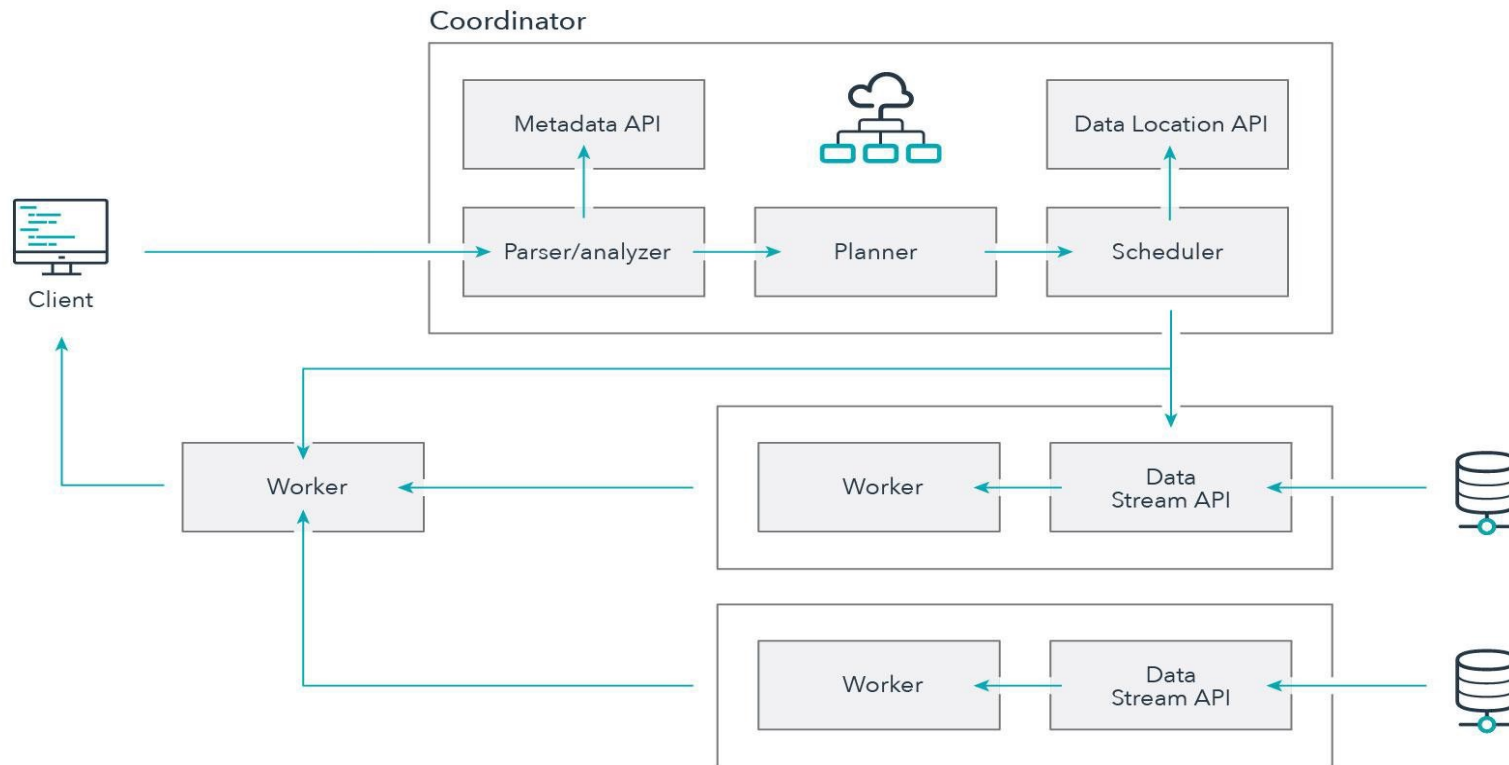 Coordinator
Metadata API
Data Location API
Parser/analyzer
Planner
Scheduler
Client
Worker
Worker
Data
Stream API
Worker
Data
Stream API